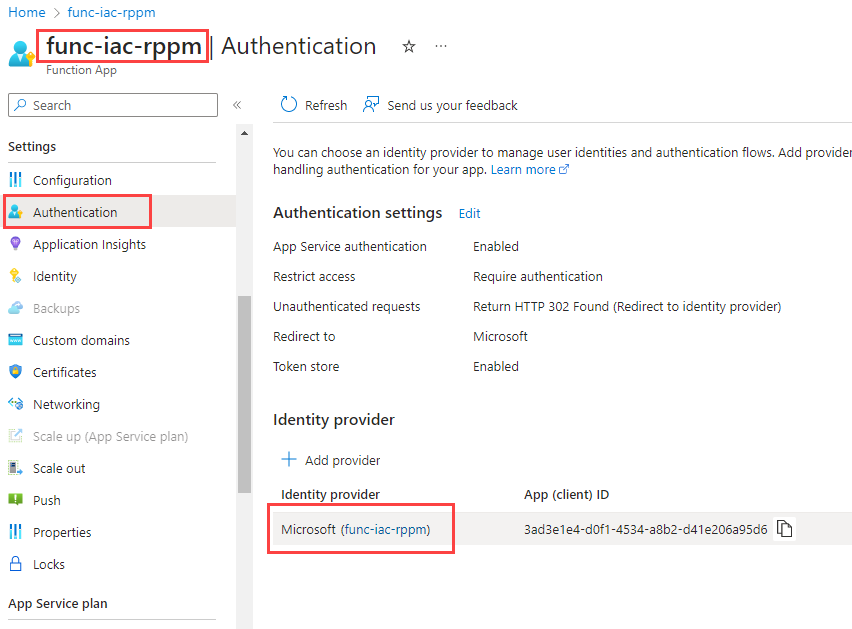 Home > func-iac-rppm
func-iac-rppm | Authentication
Function App
Search
Settings
Configuration
Authentication
Application Insights
Identity
Backups
Custom domains
Certificates
Networking
Scale up (App Service plan)
Scale out
Push
Properties
Locks
App Service plan
Refresh Send us your feedback
You can choose an identity provider to manage user identities and authentication flows. Add provider
handling authentication for your app. Learn more
Authentication settings Edit
App Service authentication Enabled
Restrict access Require authentication
Unauthenticated requests Return HTTP 302 Found (Redirect to identity provider)
Redirect to Microsoft
Token store Enabled
Identity provider
Add provider
Identity provider App (client) ID
Microsoft (func-iac-rppm) 3ad3e1e4-d0f1-4534-a8b2-d41e206a95d6